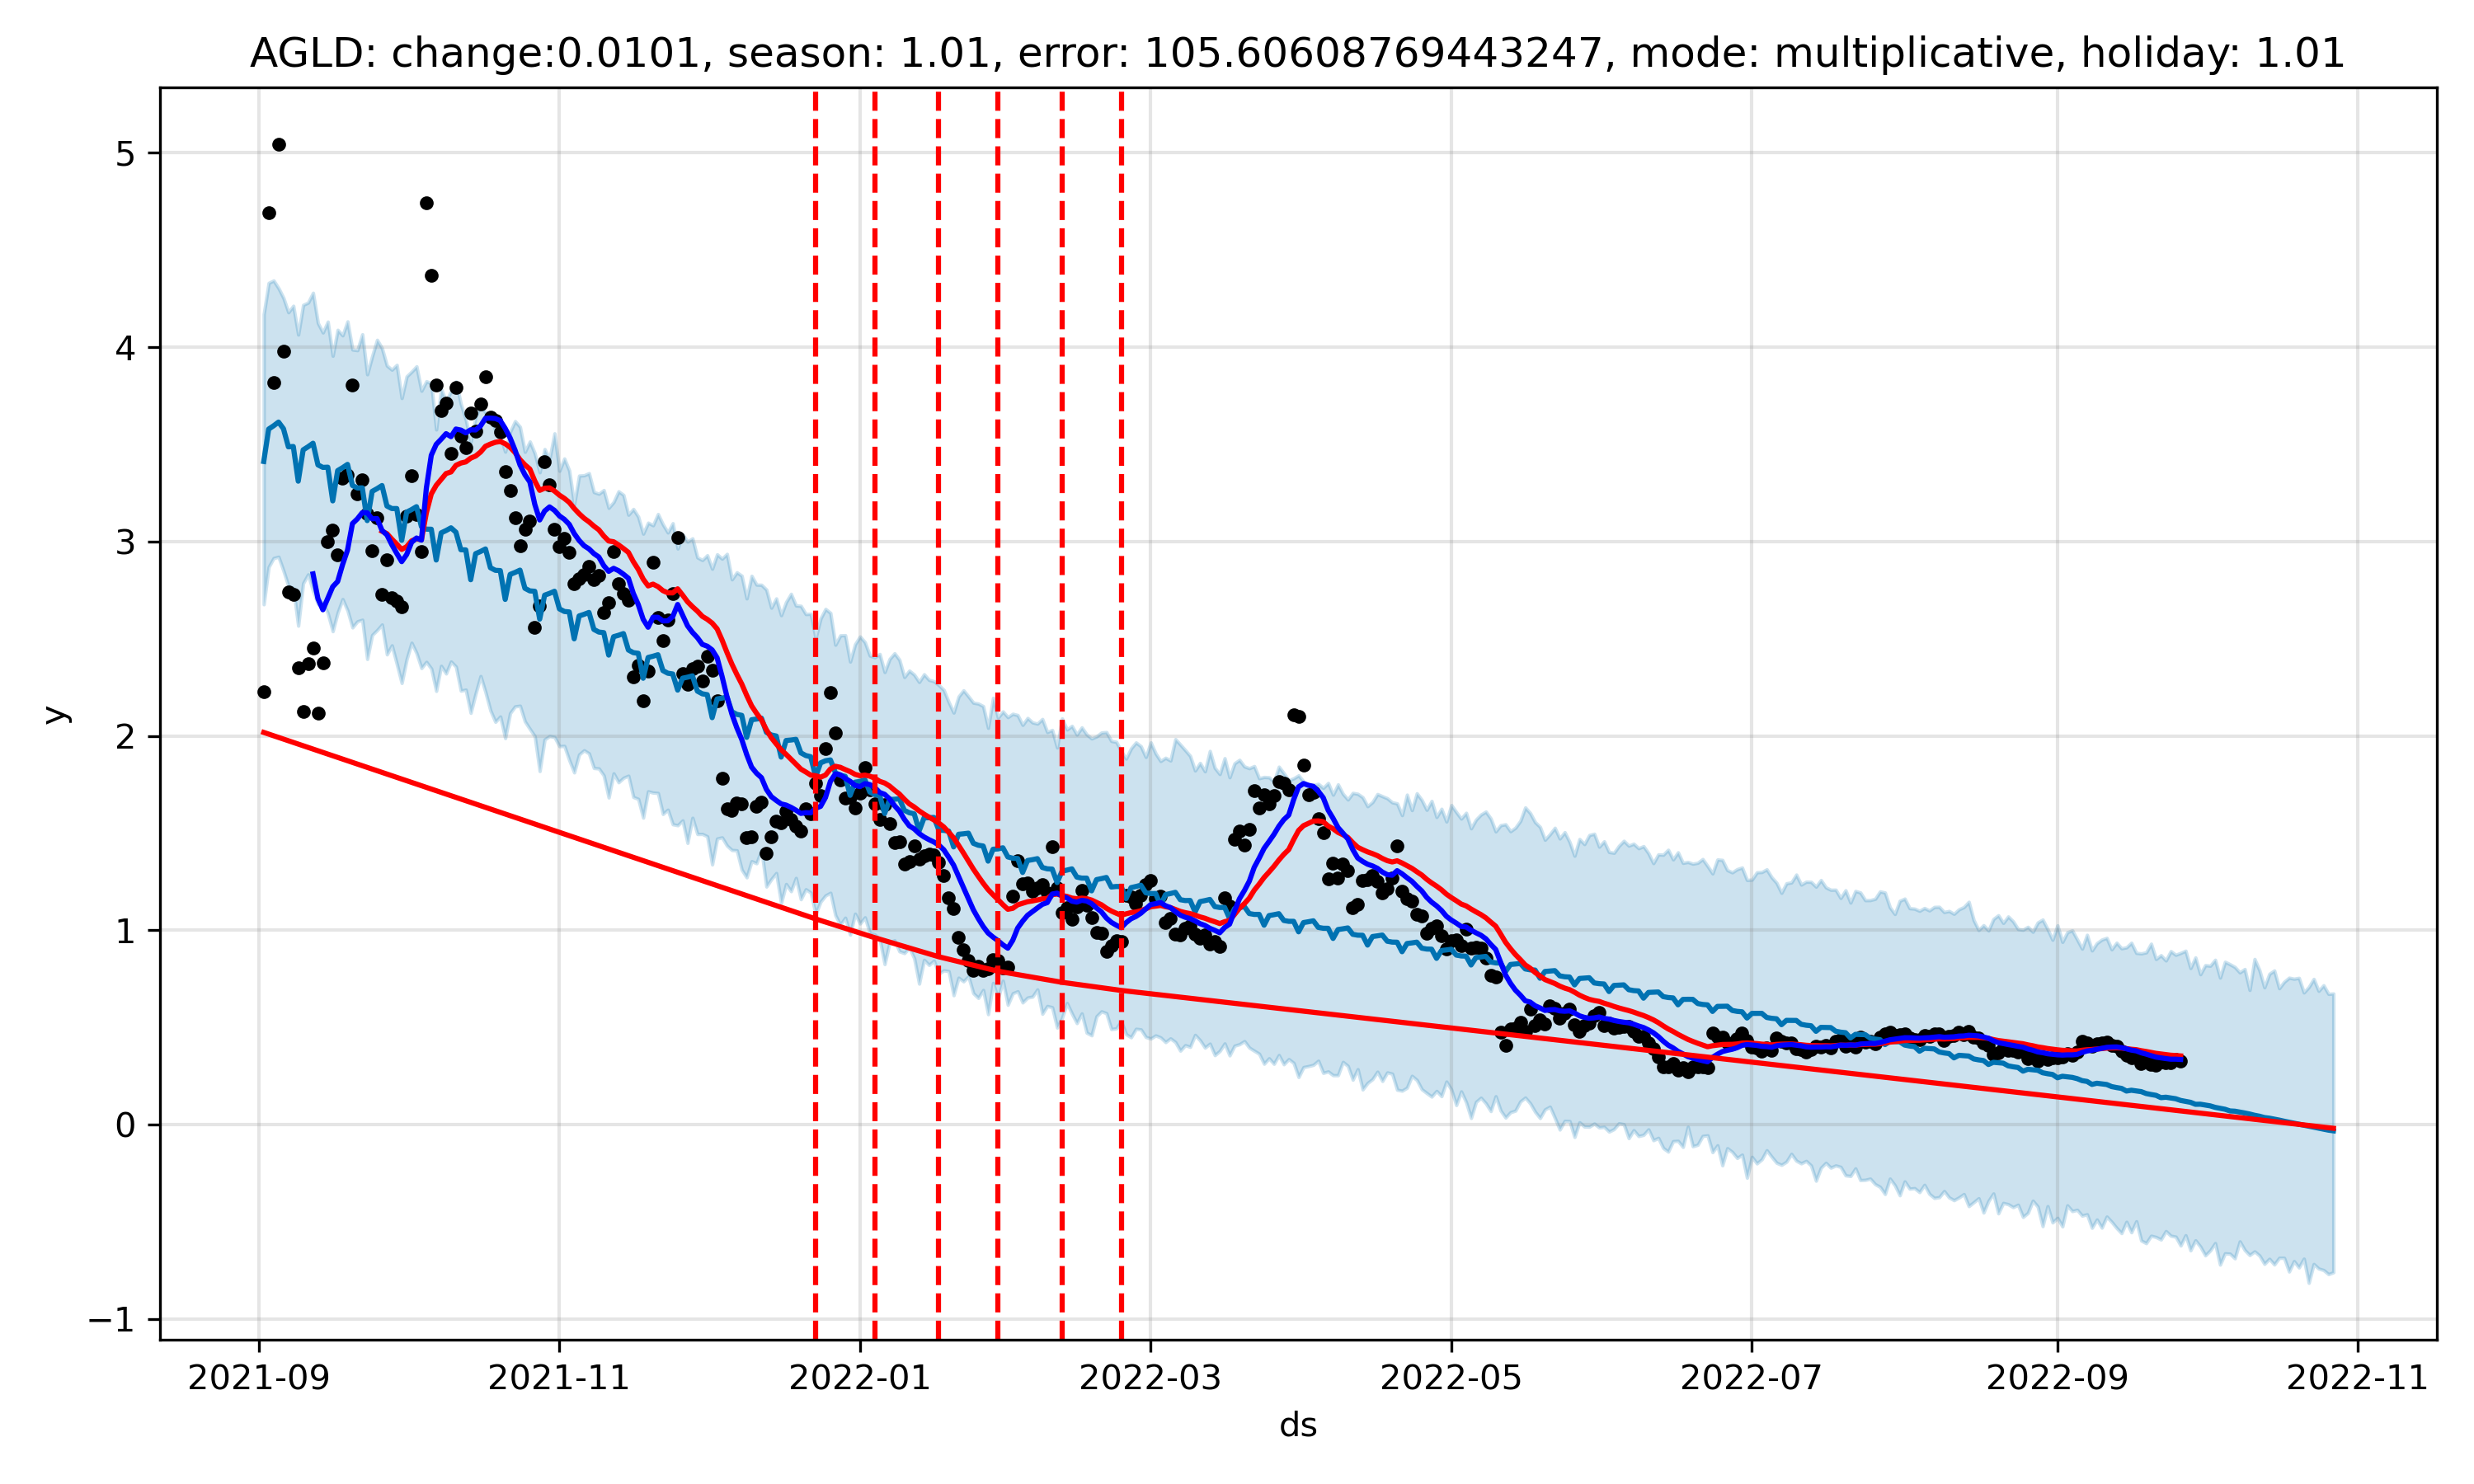 AGLD: change:0.0101, season: 1.01, error: 105.60608769443247, mode: multiplicative, holiday: 1.01
5
4
3
2
1
0
−1
y
2021-09 2021-11 2022-01 2022-03 2022-05 2022-07 2022-09 2022-11
ds